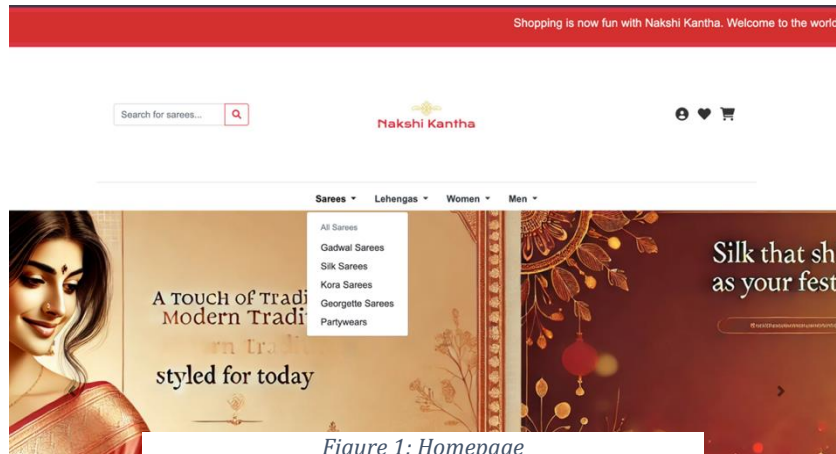 Shopping is now fun with Nakshi Kantha. Welcome to the world
Search for sarees...
Nakshi Kantha
Sarees Lehengas Women Men
All Sarees
Gadwal Sarees
Silk Sarees
Kora Sarees
Georgette Sarees
Partywears
A TOUCH OF Tradi
Modern Tradi
styled for today
Silk that sh
as your fest
Figure 1: Homepage